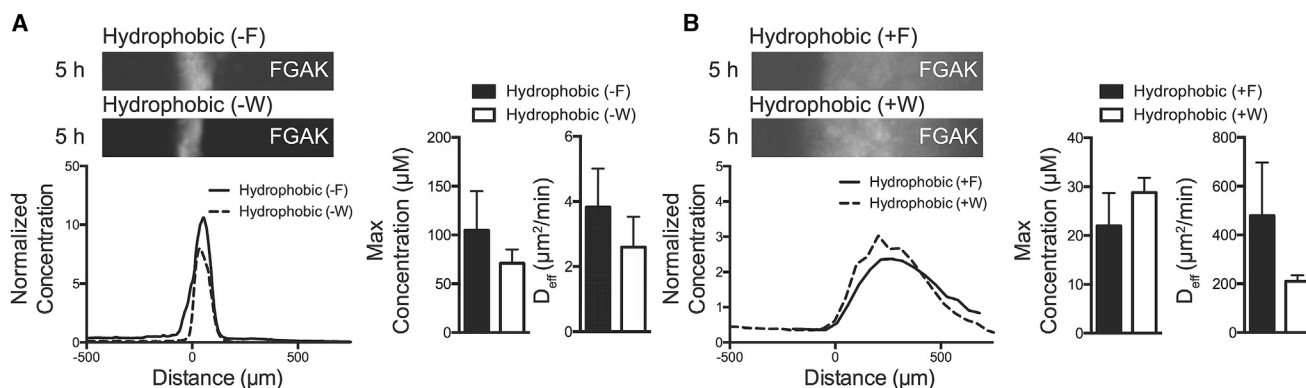 A
Hydrophobic (-F)
5 h
FGAK
Hydrophobic (-W)
5 h
FGAK
50
10
5
0
Normalized
Concentration
Hydrophobic (-F)
Hydrophobic (-W)
-500
0
500
Distance (µm)
Hydrophobic (-F)
Hydrophobic (-W)
200
150
100
50
0
Max
Concentration (µM)
6
4
2
0
Deff (µm²/min)
B
Hydrophobic (+F)
5 h
FGAK
Hydrophobic (+W)
5 h
FGAK
5
4
3
2
1
0
Normalized
Concentration
Hydrophobic (+F)
Hydrophobic (+W)
-500
0
500
Distance (µm)
Hydrophobic (+F)
Hydrophobic (+W)
40
30
20
10
0
Max
Concentration (µM)
800
600
400
200
0
Deff (µm²/min)